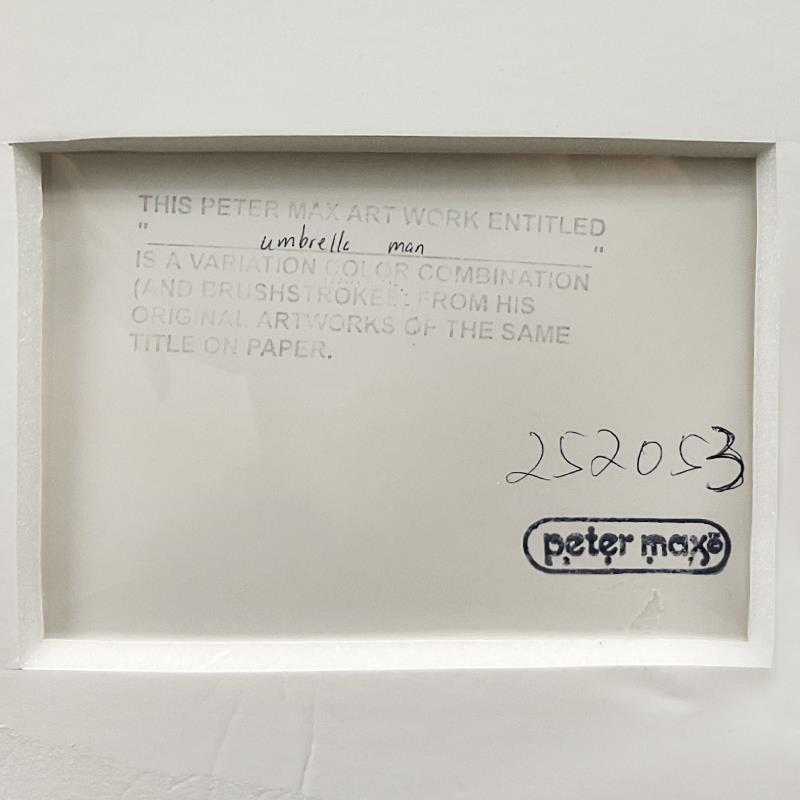 THIS PETER MAX ART WORK ENTITLED
" umbrella man "
IS A VARIATION COLOR COMBINATION
(AND BRUSHSTROKES) FROM HIS
ORIGINAL ARTWORKS OF THE SAME
TITLE ON PAPER.
252053
peter max